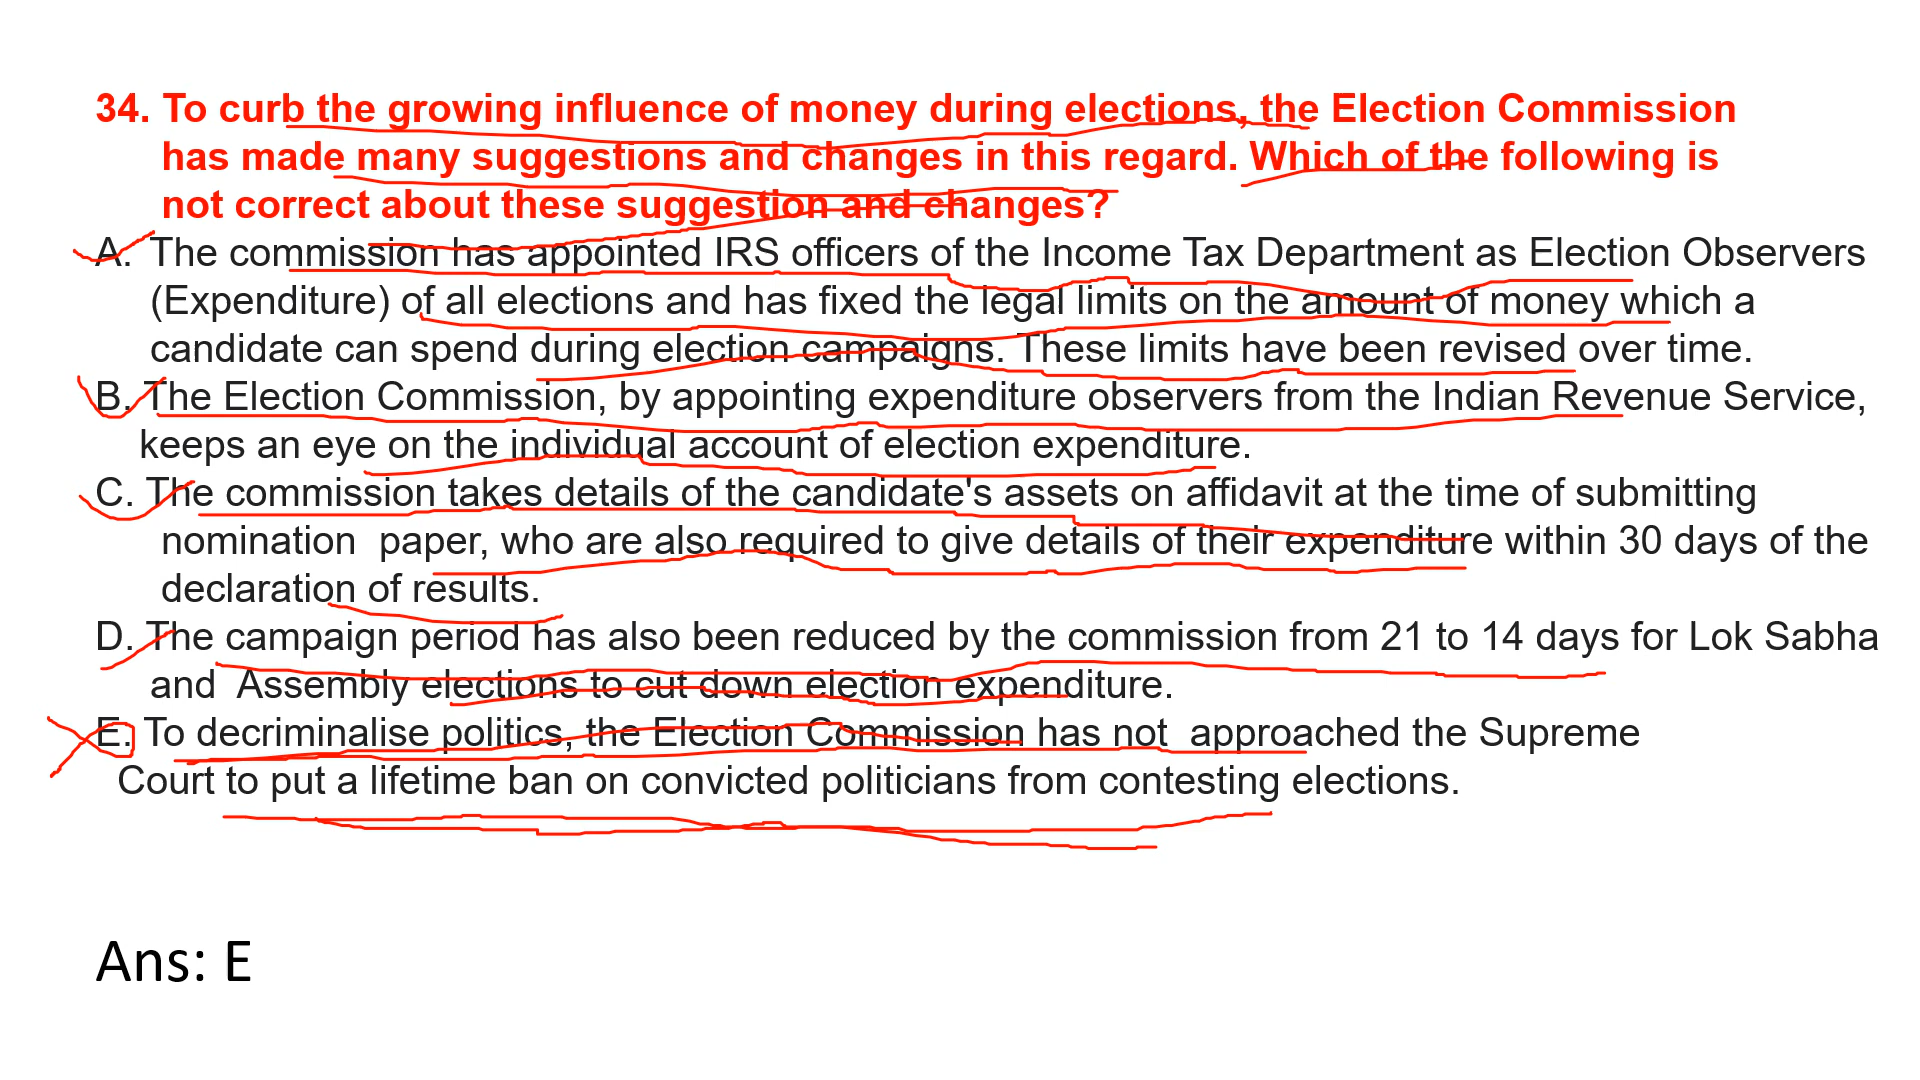 34. To curb the growing influence of money during elections, the Election Commission
has made many suggestions and changes in this regard. Which of the following is
not correct about these suggestion and changes?
A. The commission has appointed IRS officers of the Income Tax Department as Election Observers
(Expenditure) of all elections and has fixed the legal limits on the amount of money which a
candidate can spend during election campaigns. These limits have been revised over time.
B. The Election Commission, by appointing expenditure observers from the Indian Revenue Service,
keeps an eye on the individual account of election expenditure.
C. The commission takes details of the candidate's assets on affidavit at the time of submitting
nomination paper, who are also required to give details of their expenditure within 30 days of the
declaration of results.
D. The campaign period has also been reduced by the commission from 21 to 14 days for Lok Sabha
and Assembly elections to cut down election expenditure.
E. To decriminalise politics, the Election Commission has not approached the Supreme
Court to put a lifetime ban on convicted politicians from contesting elections.
Ans: E